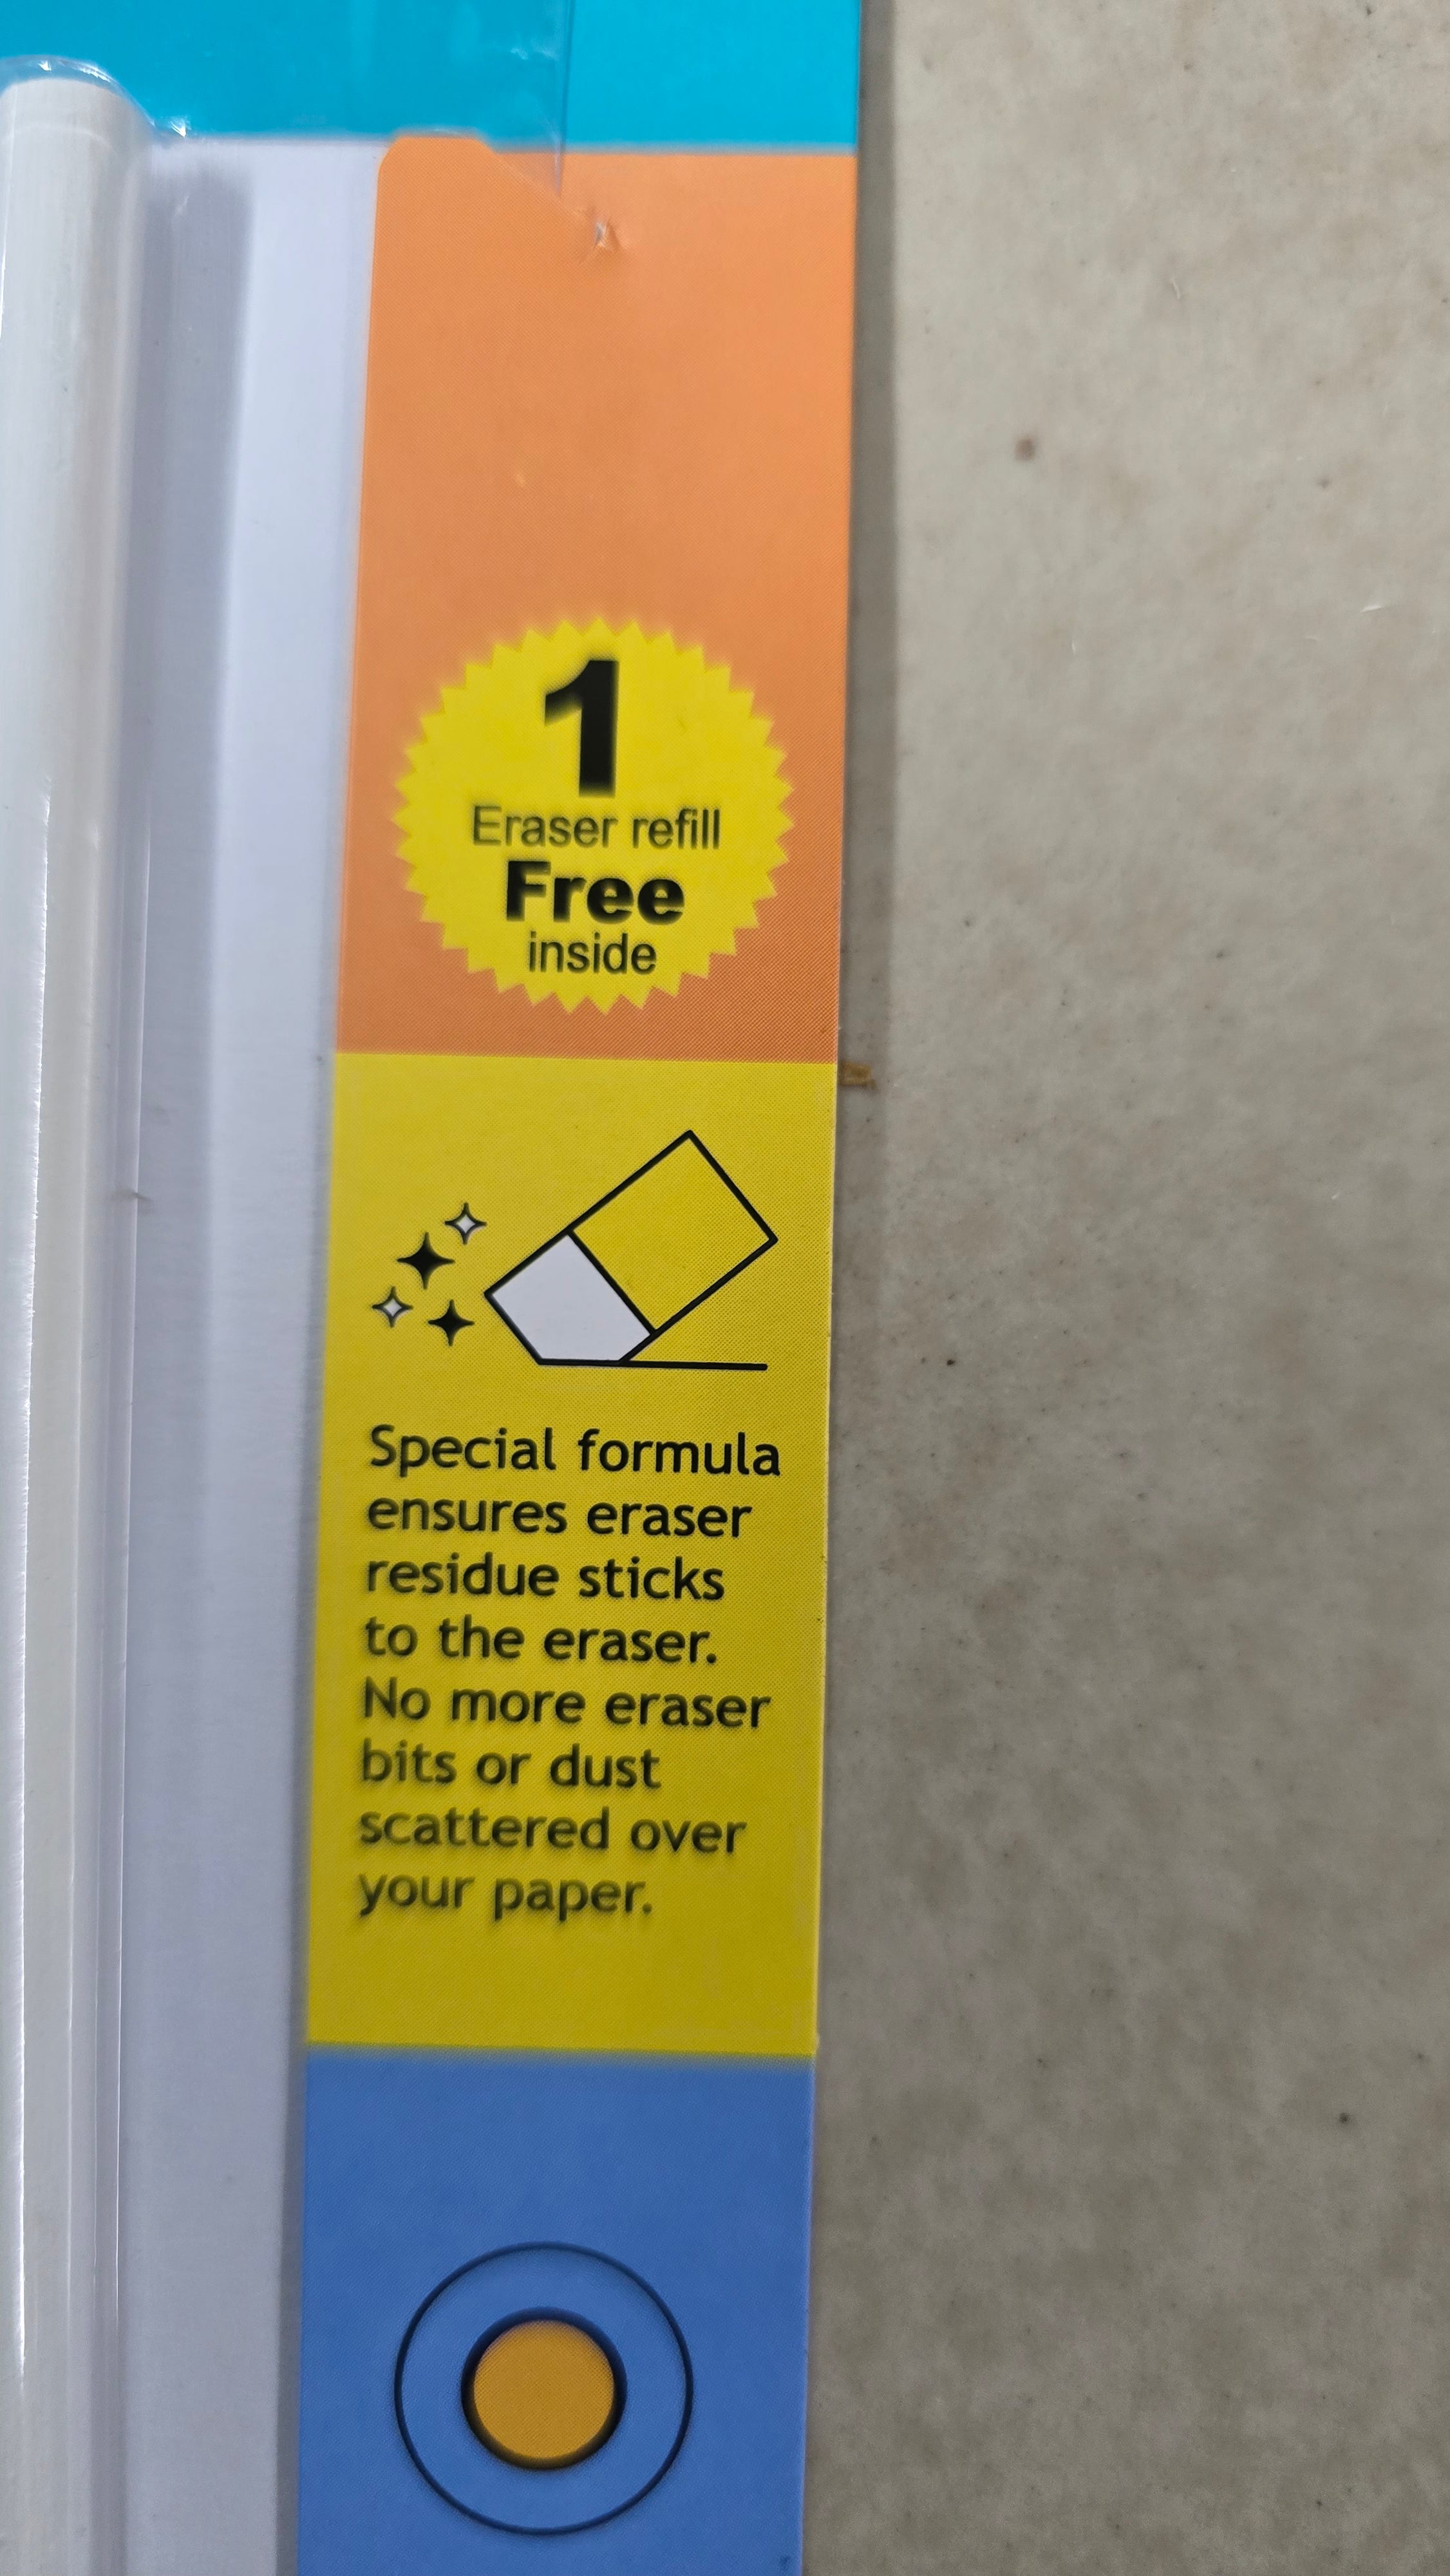 1
Eraser refill
Free
inside
Special formula
ensures eraser
residue sticks
to the eraser.
No more eraser
bits or dust
scattered over
your paper.